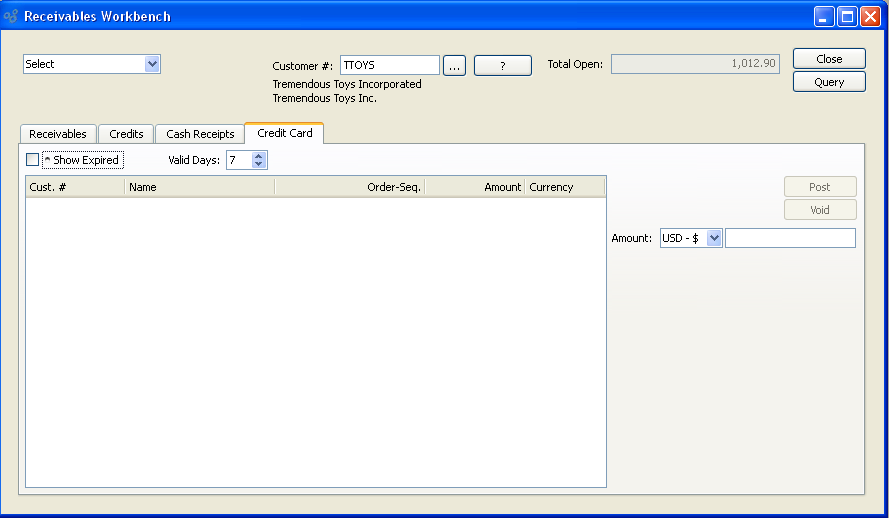 Receivables Workbench
Select
Customer #: TTOYS ... ? Total Open: 1,012.90 Close
Tremendous Toys Incorporated Query
Tremendous Toys Inc.
Receivables Credits Cash Receipts Credit Card
^ Show Expired Valid Days: 7
Cust. # Name Order-Seq. Amount Currency Post
Void
Amount: USD - $